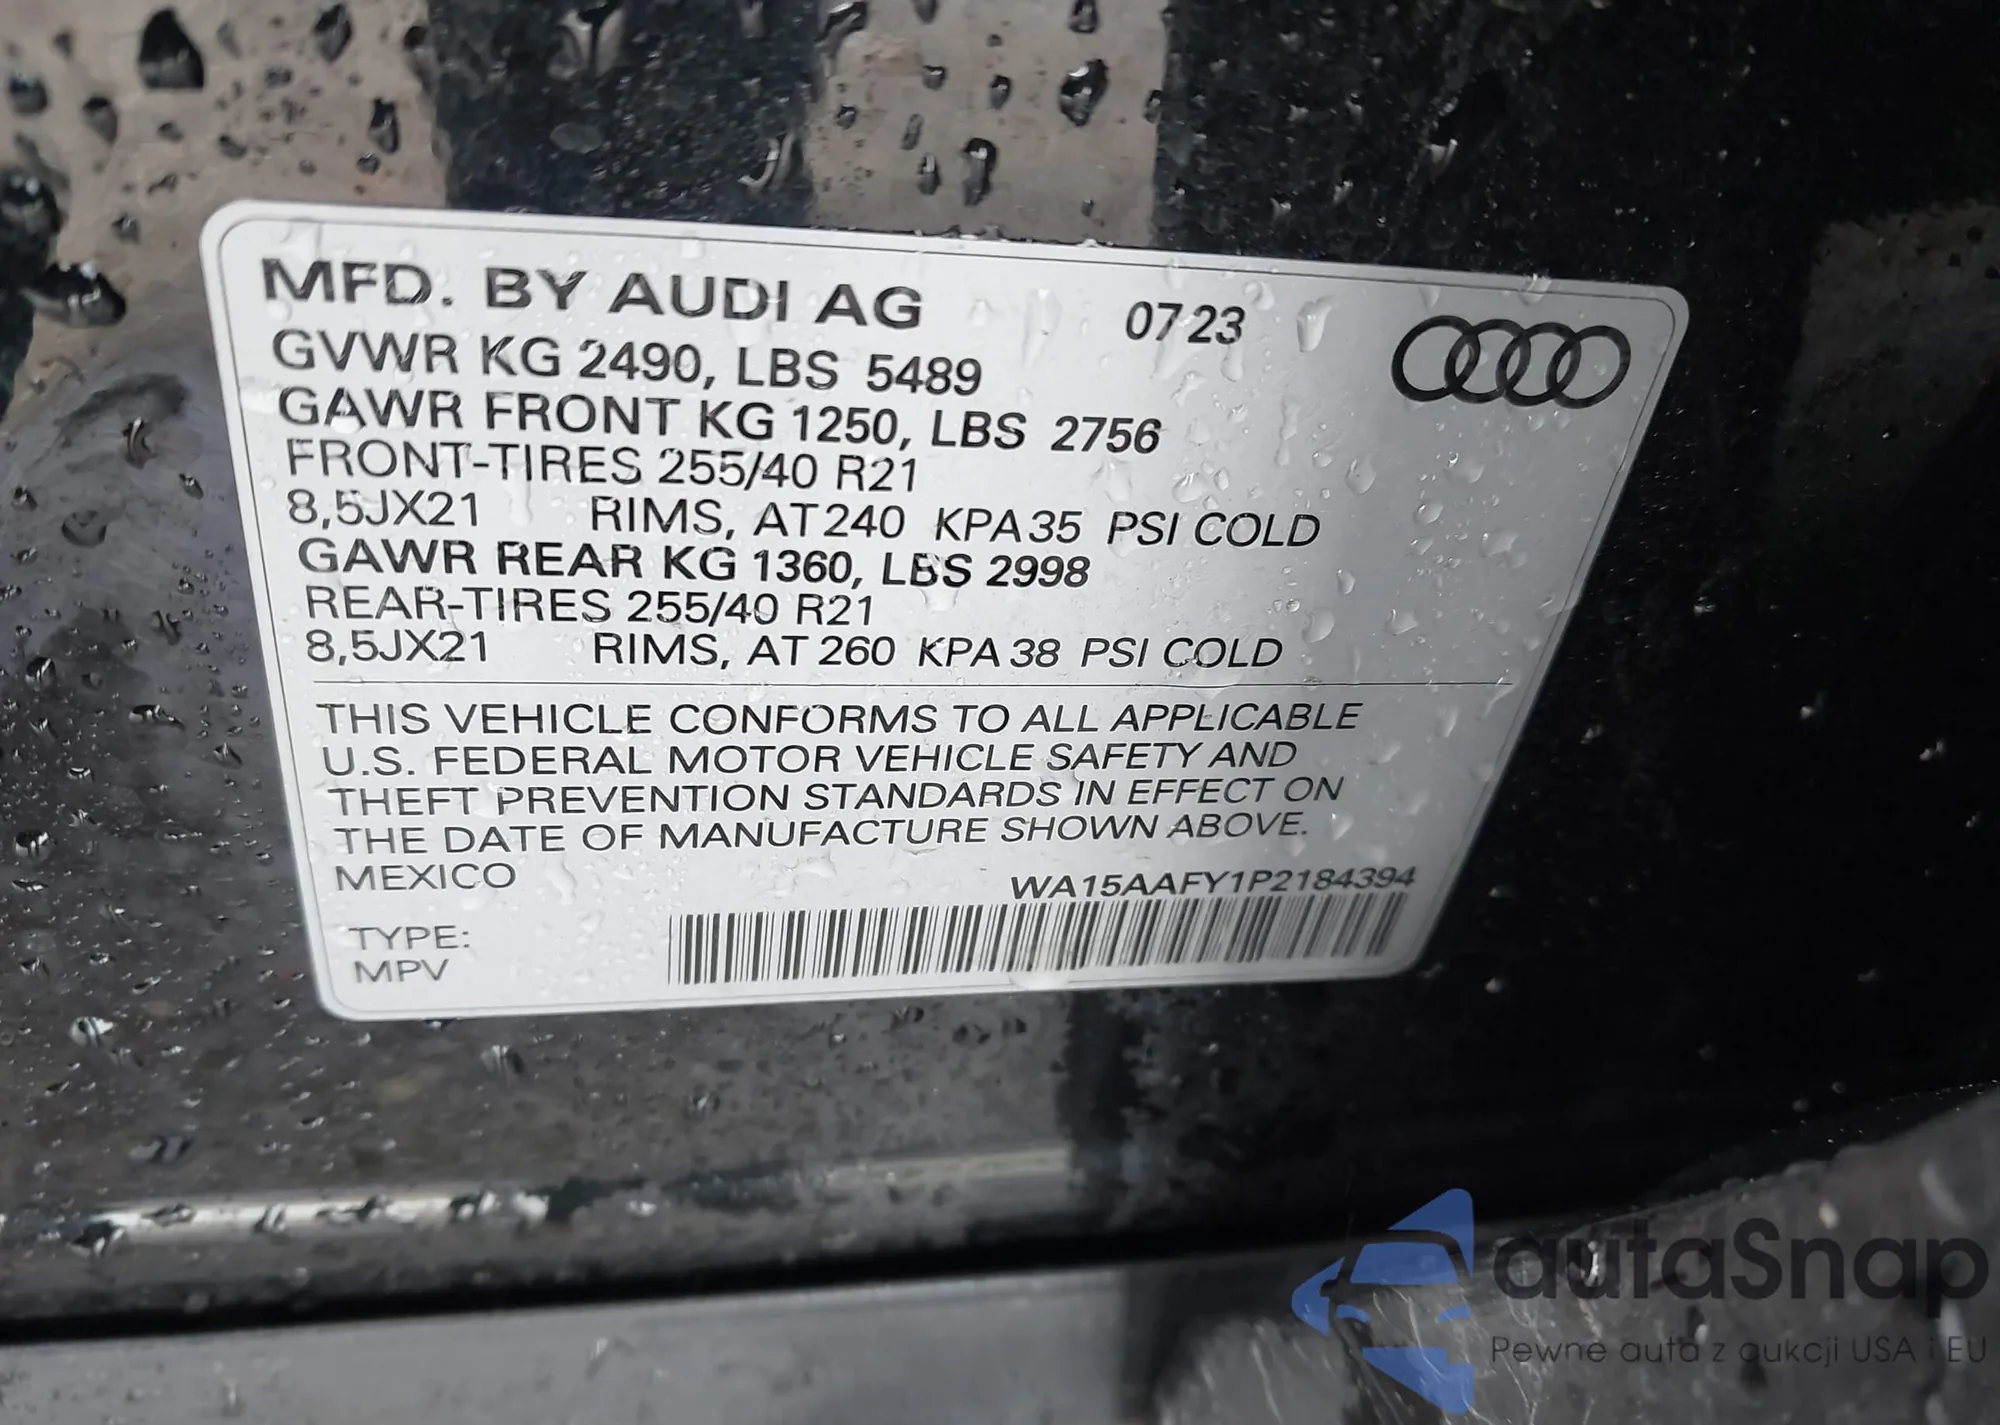 MFD. BY AUDI AG 07 23
GVWR KG 2490, LBS 5489
GAWR FRONT KG 1250, LBS 2756
FRONT-TIRES 255/40 R21
8,5JX21 RIMS, AT 240 KPA 35 PSI COLD
GAWR REAR KG 1360, LBS 2998
REAR-TIRES 255/40 R21
8,5JX21 RIMS, AT 260 KPA 38 PSI COLD
THIS VEHICLE CONFORMS TO ALL APPLICABLE
U.S. FEDERAL MOTOR VEHICLE SAFETY AND
THEFT PREVENTION STANDARDS IN EFFECT ON
THE DATE OF MANUFACTURE SHOWN ABOVE.
MEXICO WA15AAFY1P2184394
TYPE:
MPV
autaSnap
Pewne auta z aukcji USA i EU